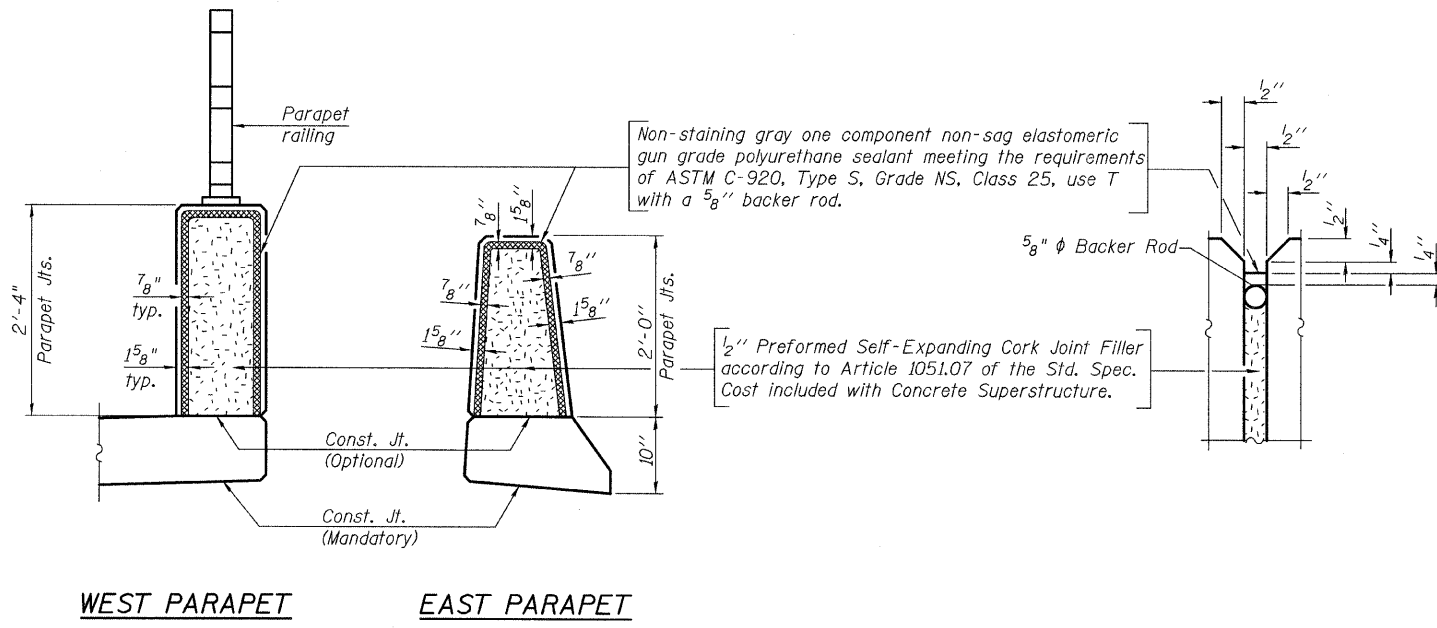 Parapet
railing
2'-4"
Parapet Jts.
7/8"
typ.
1 5/8"
typ.
Non-staining gray one component non-sag elastomeric
gun grade polyurethane sealant meeting the requirements
of ASTM C-920, Type S, Grade NS, Class 25, use T
with a 5/8" backer rod.
7/8"
1 5/8"
7/8"
1 5/8"
7/8"
1 5/8"
2'-0"
Parapet Jts.
10"
1/2" Preformed Self-Expanding Cork Joint Filler
according to Article 1051.07 of the Std. Spec.
Cost included with Concrete Superstructure.
Const. Jt.
(Optional)
Const. Jt.
(Mandatory)
1/2"
1/2"
1/2"
1/2"
1/4"
1/4"
5/8" ϕ Backer Rod
WEST PARAPET
EAST PARAPET